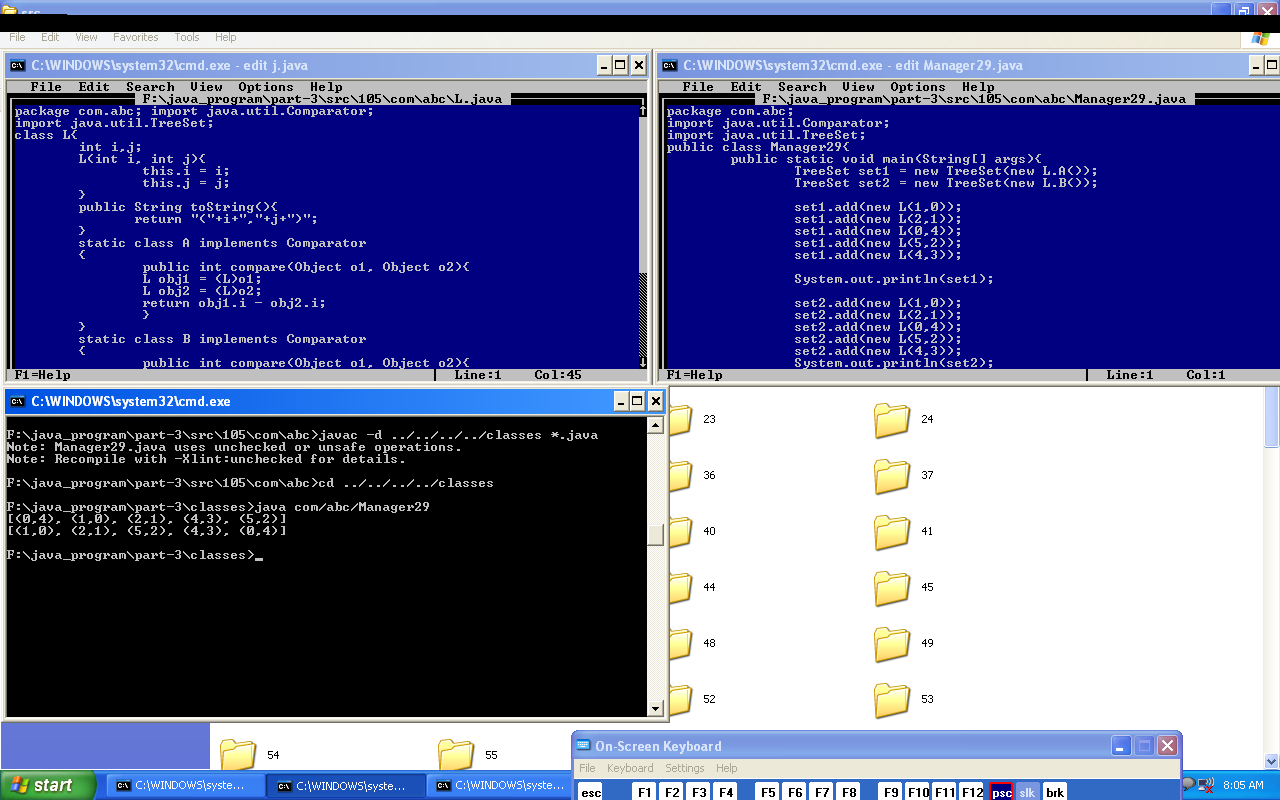 File Edit View Favorites Tools Help
C:\WINDOWS\system32\cmd.exe - edit j.java
File Edit Search View Options Help
F:\java_program\part-3\src\105\com\abc\L.java
package com.abc; import java.util.Comparator;
import java.util.TreeSet;
class L{
int i,j;
L(int i, int j){
this.i = i;
this.j = j;
}
public String toString(){
return "("+i+","+j+")";
}
static class A implements Comparator
{
public int compare(Object o1, Object o2){
L obj1 = (L)o1;
L obj2 = (L)o2;
return obj1.i - obj2.i;
}
}
static class B implements Comparator
{
public int compare(Object o1, Object o2){
F1=Help Line:1 Col:45
C:\WINDOWS\system32\cmd.exe - edit Manager29.java
File Edit Search View Options Help
F:\java_program\part-3\src\105\com\abc\Manager29.java
package com.abc;
import java.util.Comparator;
import java.util.TreeSet;
public class Manager29{
public static void main(String[] args){
TreeSet set1 = new TreeSet(new L.A());
TreeSet set2 = new TreeSet(new L.B());
set1.add(new L(1,0));
set1.add(new L(2,1));
set1.add(new L(0,4));
set1.add(new L(5,2));
set1.add(new L(4,3));
System.out.println(set1);
set2.add(new L(1,0));
set2.add(new L(2,1));
set2.add(new L(0,4));
set2.add(new L(5,2));
set2.add(new L(4,3));
System.out.println(set2);
F1=Help Line:1 Col:1
C:\WINDOWS\system32\cmd.exe
F:\java_program\part-3\src\105\com\abc>javac -d ../../../../classes *.java
Note: Manager29.java uses unchecked or unsafe operations.
Note: Recompile with -Xlint:unchecked for details.
F:\java_program\part-3\src\105\com\abc>cd ../../../../classes
F:\java_program\part-3\classes>java com/abc/Manager29
[(0,4), (1,0), (2,1), (4,3), (5,2)]
[(1,0), (2,1), (5,2), (4,3), (0,4)]
F:\java_program\part-3\classes>_
23 24
36 37
40 41
44 45
48 49
52 53
54 55
On-Screen Keyboard
File Keyboard Settings Help
esc F1 F2 F3 F4 F5 F6 F7 F8 F9 F10 F11 F12 psc slk brk
start C:\WINDOWS\syste... C:\WINDOWS\syste... C:\WINDOWS\syste... 8:05 AM